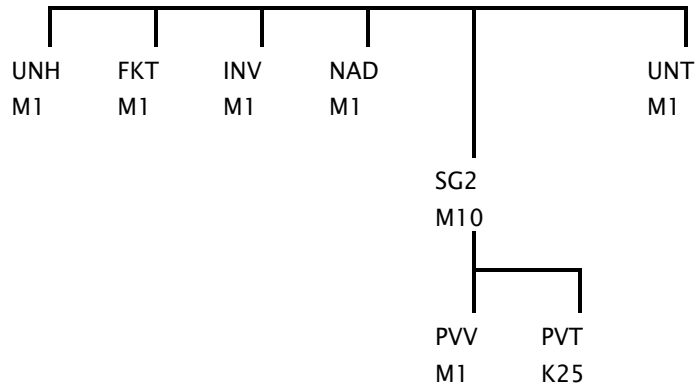 UNH FKT INV NAD UNT
M1 M1 M1 M1 M1
SG2
M10
PVV PVT
M1 K25